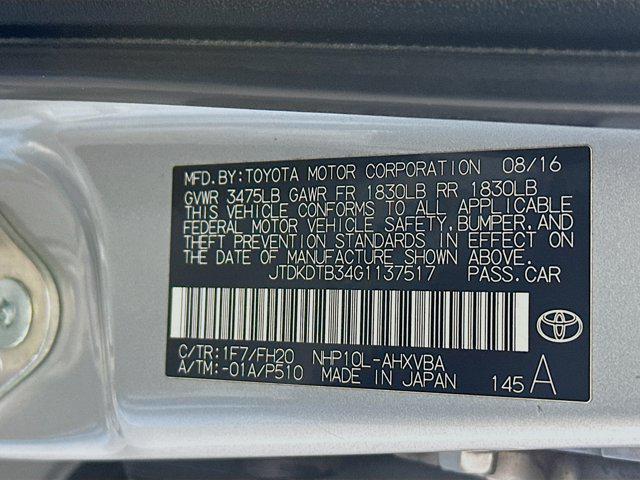 MFD.BY:TOYOTA MOTOR CORPORATION 08/16
GVWR 3475LB GAWR FR 1830LB RR 1830LB
THIS VEHICLE CONFORMS TO ALL APPLICABLE
FEDERAL MOTOR VEHICLE SAFETY,BUMPER,AND
THEFT PREVENTION STANDARDS IN EFFECT ON
THE DATE OF MANUFACTURE SHOWN ABOVE.
JTDKDTB34G1137517 PASS.CAR
C/TR:1F7/FH20 NHP10L-AHXVBA
A/TM:-01A/P510 MADE IN JAPAN 145 A